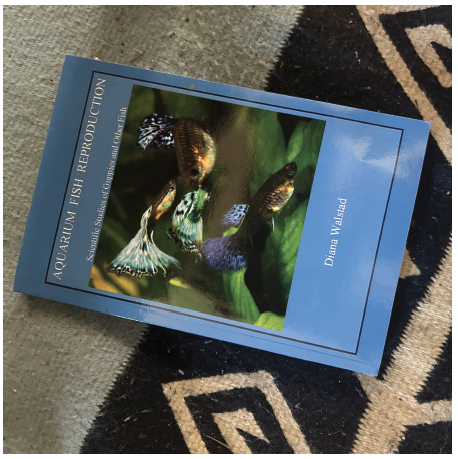 AQUARIUM FISH REPRODUCTION
Scientific Studies of Guppies and Other Fish
Diana Walstad